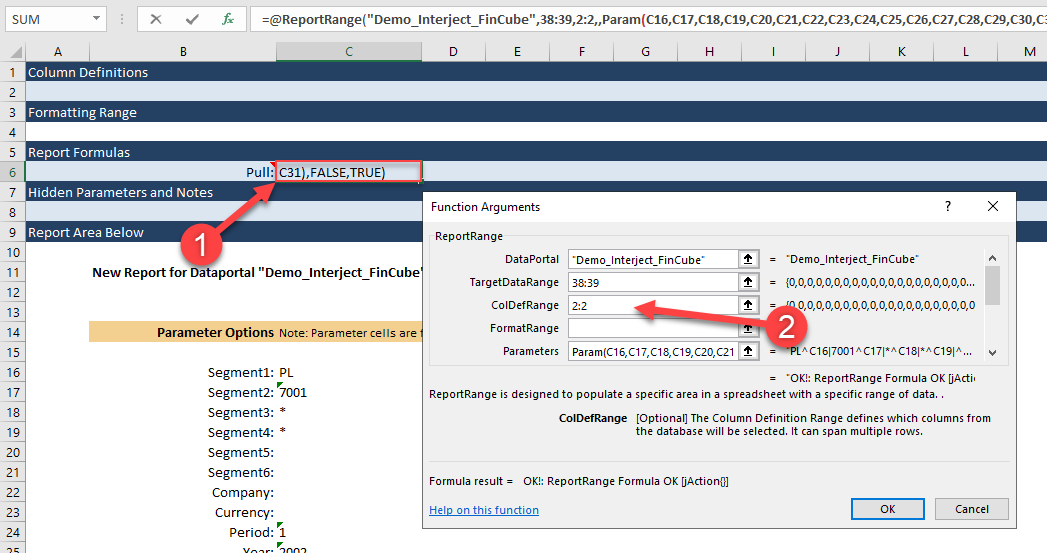 SUM
=@ReportRange("Demo_Interject_FinCube",38:39,2:2,,Param(C16,C17,C18,C19,C20,C21,C22,C23,C24,C25,C26,C27,C28,C29,C30,C3
A B C D E F G H I J K L M
1 Column Definitions
2
3 Formatting Range
4
5 Report Formulas
6 Pull: C31),FALSE,TRUE)
7 Hidden Parameters and Notes
8
9 Report Area Below
10
11 New Report for Dataportal "Demo_Interject_FinCube"
12
13
14 Parameter Options Note: Parameter cells are f
15
16 Segment1: PL
17 Segment2: 7001
18 Segment3: *
19 Segment4: *
20 Segment5:
21 Segment6:
22 Company:
23 Currency:
24 Period: 1
25 Year: 2002
1
Function Arguments
?
ReportRange
DataPortal "Demo_Interject_FinCube" = "Demo_Interject_FinCube"
TargetDataRange 38:39 = {0,0,0,0,0,0,0,0,0,0,0,0,0,0,0,0,0,0,0...
ColDefRange 2:2 = {0,0,0,0,0,0,0,0,0,0,0,0,0,0,0,0,0,0,0,0
FormatRange =
Parameters Param(C16,C17,C18,C19,C20,C21 = "PL^C16|7001^C17|*^C18|*^C19|^...
2
= "OK!: ReportRange Formula OK [jActio
ReportRange is designed to populate a specific area in a spreadsheet with a specific range of data. .
ColDefRange [Optional] The Column Definition Range defines which columns from
the database will be selected. It can span multiple rows.
Formula result = OK!: ReportRange Formula OK [jAction{}]
Help on this function
OK
Cancel